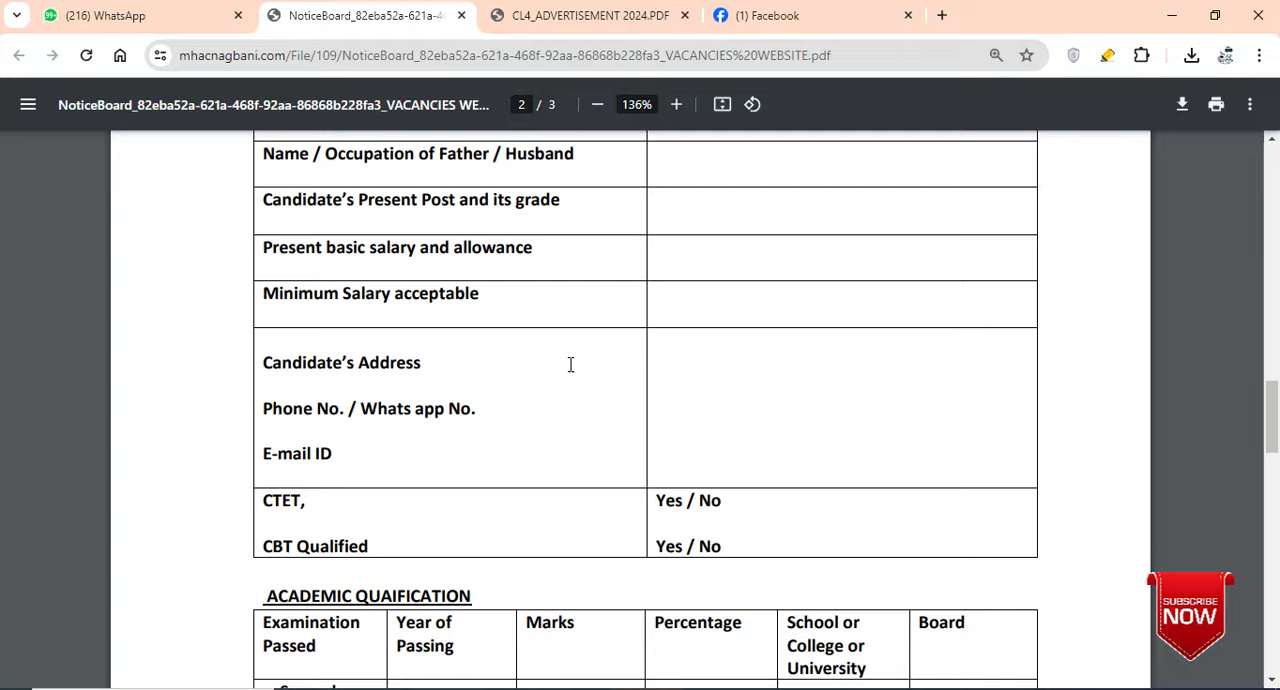 (216) WhatsApp
NoticeBoard_82eba52a-621a-4
CL4_ADVERTISEMENT 2024.PDF
(1) Facebook
mhacnagbani.com/File/109/NoticeBoard_82eba52a-621a-468f-92aa-86868b228fa3_VACANCIES%20WEBSITE.pdf
NoticeBoard_82eba52a-621a-468f-92aa-86868b228fa3_VACANCIES WE...
2 / 3
136%
Name / Occupation of Father / Husband
Candidate's Present Post and its grade
Present basic salary and allowance
Minimum Salary acceptable
Candidate's Address
Phone No. / Whats app No.
E-mail ID
CTET, Yes / No
CBT Qualified Yes / No
ACADEMIC QUAIFICATION
Examination Passed
Year of Passing
Marks
Percentage
School or College or University
Board
SUBSCRIBE
NOW